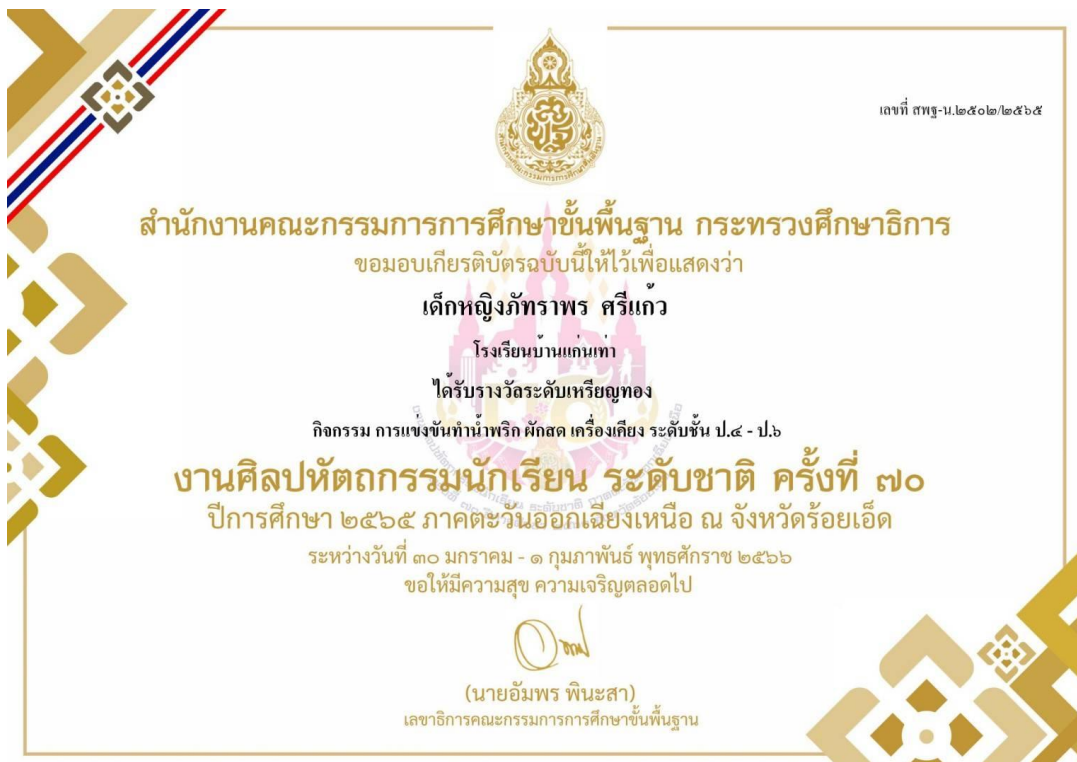 เลขที่ สพฐ-น.๒๕๐๒/๒๕๖๕
สำนักงานคณะกรรมการการศึกษาขั้นพื้นฐาน กระทรวงศึกษาธิการ
ขอมอบเกียรติบัตรฉบับนี้ให้ไว้เพื่อแสดงว่า
เด็กหญิงภัทราพร ศรีแก้ว
โรงเรียนบ้านแก่นเท่า
ได้รับรางวัลระดับเหรียญทอง
กิจกรรม การแข่งขันทำน้ำพริก ผักสด เครื่องเคียง ระดับชั้น ป.๔ - ป.๖
งานศิลปหัตถกรรมนักเรียน ระดับชาติ ครั้งที่ ๗๐
ปีการศึกษา ๒๕๖๕ ภาคตะวันออกเฉียงเหนือ ณ จังหวัดร้อยเอ็ด
ระหว่างวันที่ ๓๐ มกราคม - ๑ กุมภาพันธ์ พุทธศักราช ๒๕๖๖
ขอให้มีความสุข ความเจริญตลอดไป
(นายอัมพร พินะสา)
เลขาธิการคณะกรรมการการศึกษาขั้นพื้นฐาน